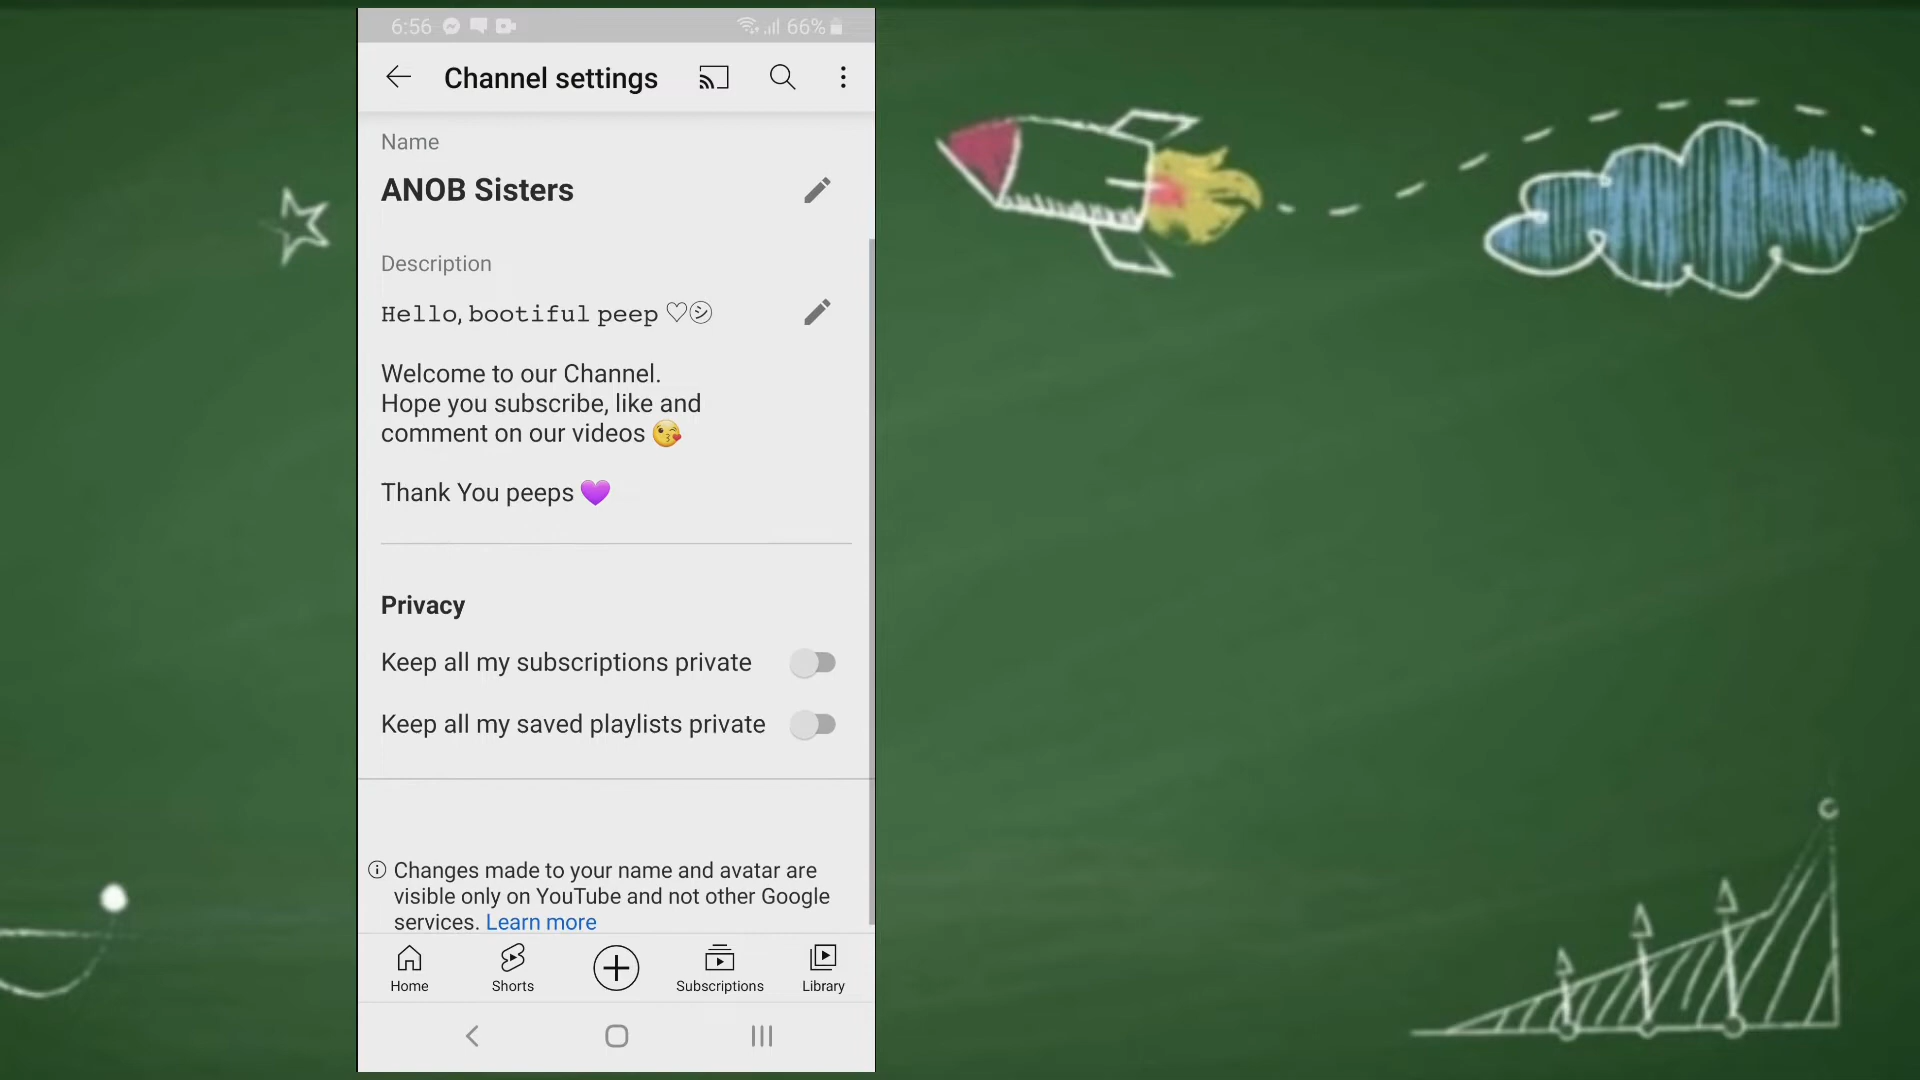 6:56 66%
Channel settings
Name
ANOB Sisters
Description
Hello, bootiful peep ♡㋛
Welcome to our Channel.
Hope you subscribe, like and
comment on our videos 😘
Thank You peeps 💜
Privacy
Keep all my subscriptions private
Keep all my saved playlists private
Changes made to your name and avatar are
visible only on YouTube and not other Google
services. Learn more
Home Shorts Subscriptions Library